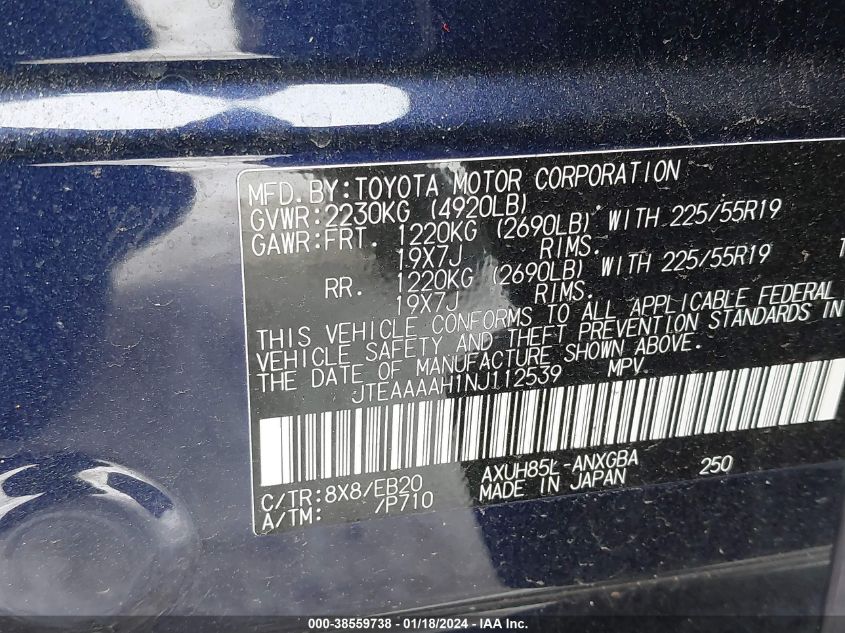 MFD. BY: TOYOTA MOTOR CORPORATION
GVWR: 2230KG (4920LB)
GAWR: FRT. 1220KG (2690LB) WITH 225/55R19
19X7J RIMS.
RR. 1220KG (2690LB) WITH 225/55R19
19X7J RIMS.
THIS VEHICLE CONFORMS TO ALL APPLICABLE FEDERAL
VEHICLE SAFETY AND THEFT PREVENTION STANDARDS IN
THE DATE OF MANUFACTURE SHOWN ABOVE.
JTEAAAAH1NJ112539 MPV
C/TR: 8X8/EB20 AXUH85L-ANXGBA 250
A/TM: /P710 MADE IN JAPAN
000-38559738 - 01/18/2024 - IAAI.com